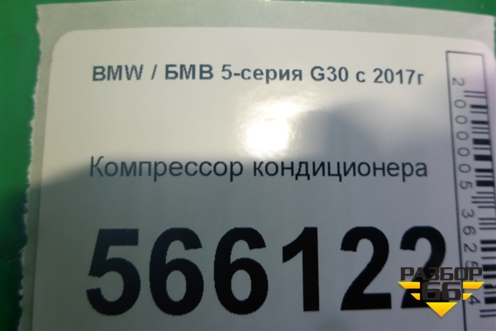 BMW / БМВ 5-серия G30 с 2017г
Компрессор кондиционера
566122
РАЗБОР
66